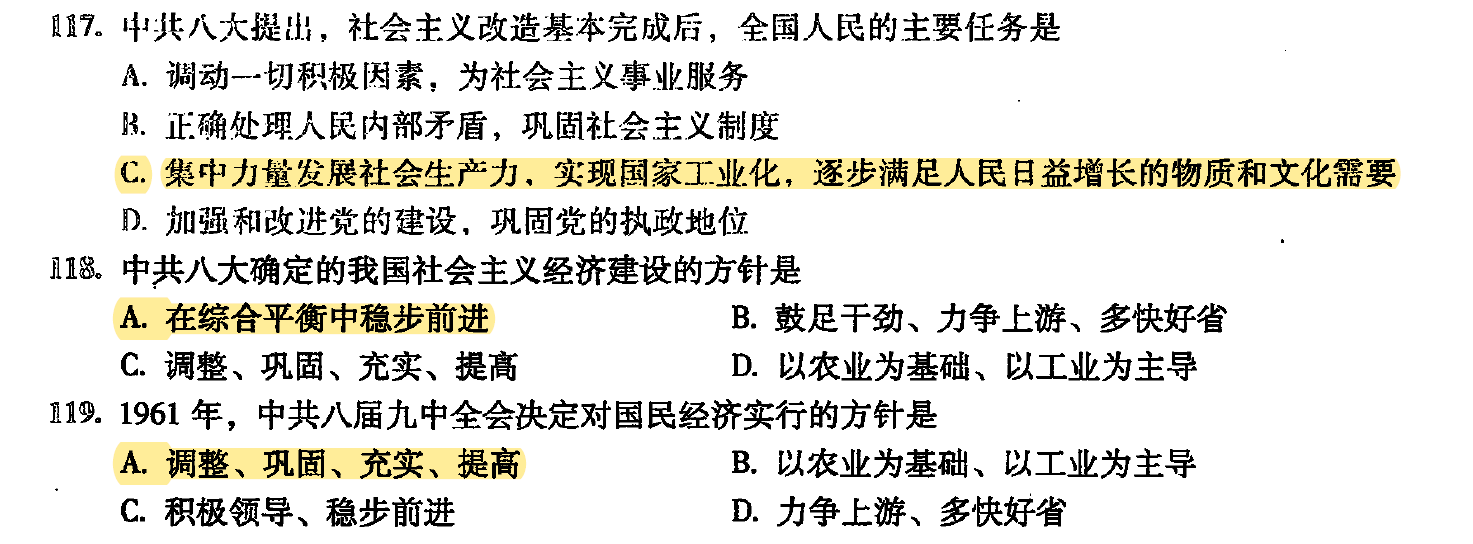 117. 中共八大提出，社会主义改造基本完成后，全国人民的主要任务是
A. 调动一切积极因素，为社会主义事业服务
B. 正确处理人民内部矛盾，巩固社会主义制度
C. 集中力量发展社会生产力，实现国家工业化，逐步满足人民日益增长的物质和文化需要
D. 加强和改进党的建设，巩固党的执政地位
118. 中共八大确定的我国社会主义经济建设的方针是
A. 在综合平衡中稳步前进 B. 鼓足干劲、力争上游、多快好省
C. 调整、巩固、充实、提高 D. 以农业为基础、以工业为主导
119. 1961 年，中共八届九中全会决定对国民经济实行的方针是
A. 调整、巩固、充实、提高 B. 以农业为基础、以工业为主导
C. 积极领导、稳步前进 D. 力争上游、多快好省